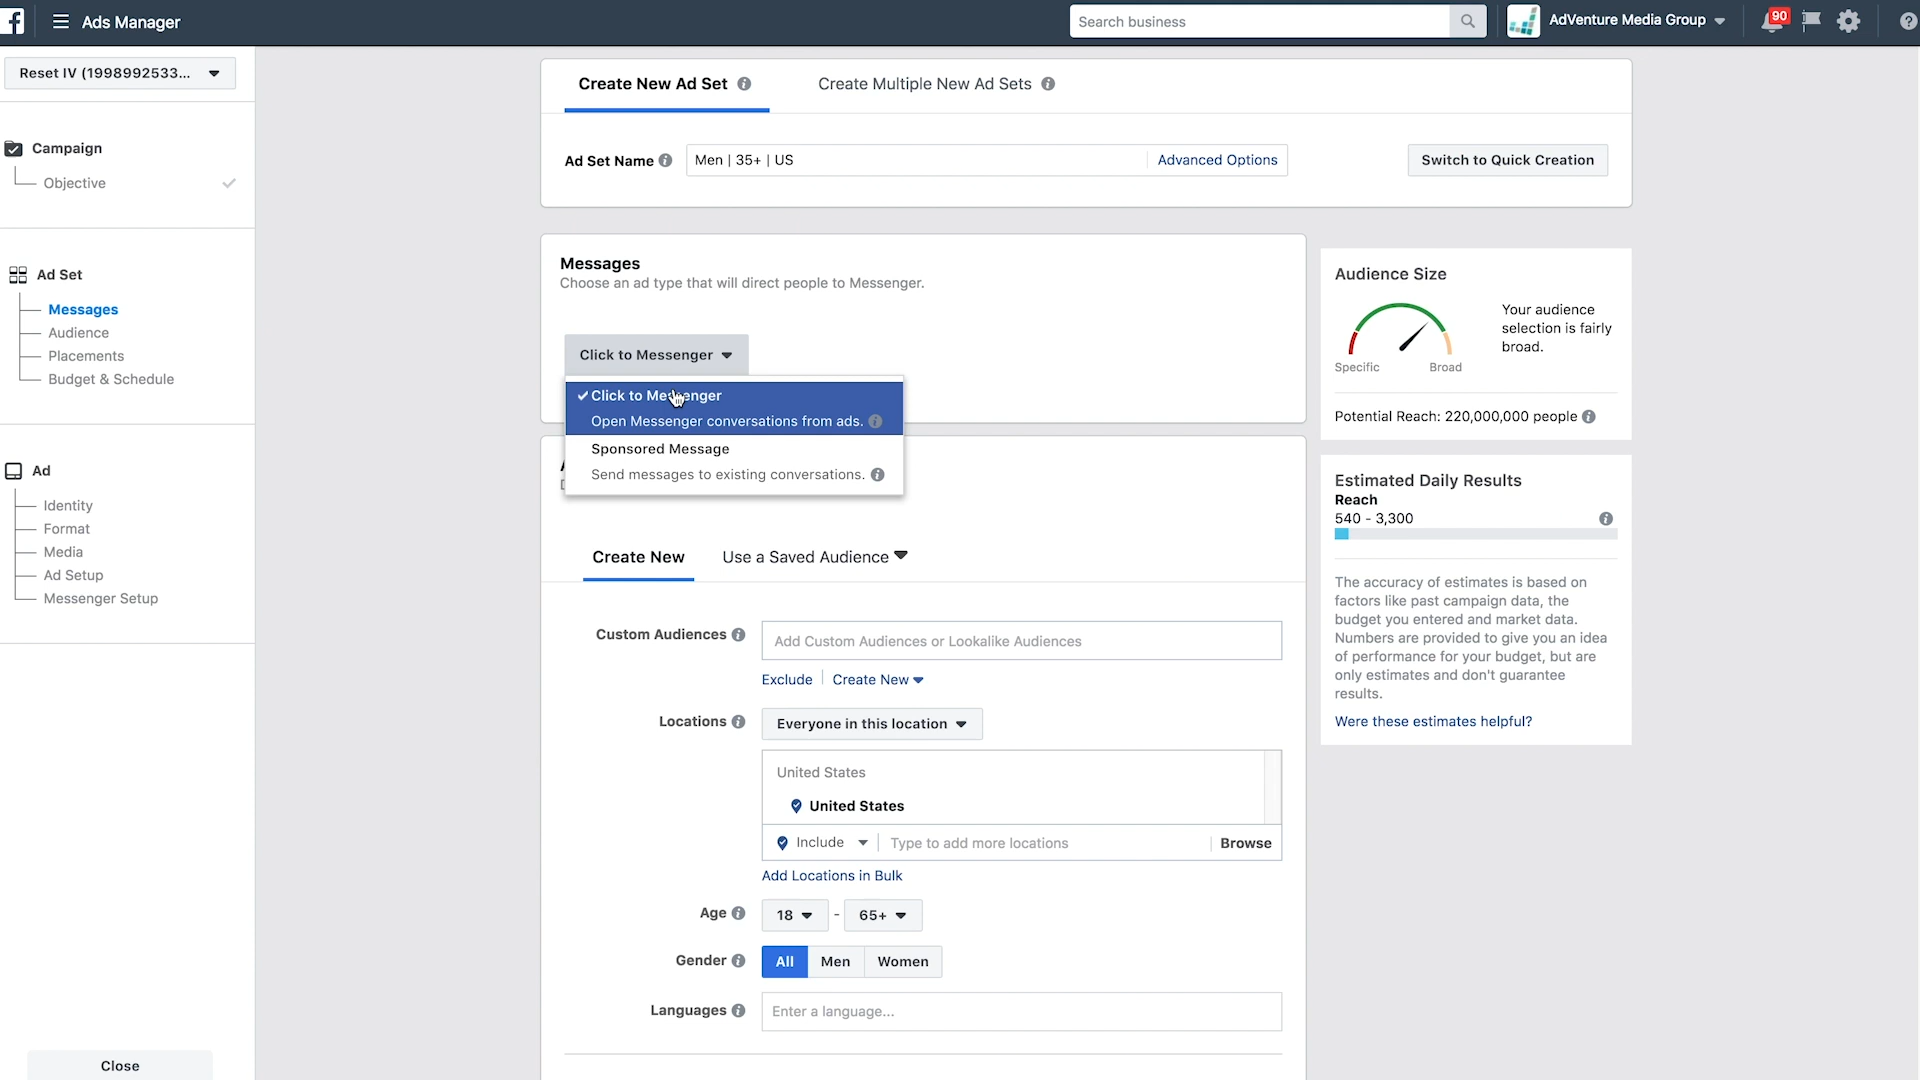 Ads Manager
Search business
AdVenture Media Group
90
Reset IV (1998992533...
Campaign
Objective
Ad Set
Messages
Audience
Placements
Budget & Schedule
Ad
Identity
Format
Media
Ad Setup
Messenger Setup
Close
Create New Ad Set
Create Multiple New Ad Sets
Ad Set Name
Men | 35+ | US
Advanced Options
Switch to Quick Creation
Messages
Choose an ad type that will direct people to Messenger.
Click to Messenger
Click to Messenger
Open Messenger conversations from ads.
Sponsored Message
Send messages to existing conversations.
Create New
Use a Saved Audience
Custom Audiences
Add Custom Audiences or Lookalike Audiences
Exclude
Create New
Locations
Everyone in this location
United States
United States
Include
Type to add more locations
Browse
Add Locations in Bulk
Age
18
-
65+
Gender
All
Men
Women
Languages
Enter a language...
Audience Size
Specific
Broad
Your audience
selection is fairly
broad.
Potential Reach: 220,000,000 people
Estimated Daily Results
Reach
540 - 3,300
The accuracy of estimates is based on
factors like past campaign data, the
budget you entered and market data.
Numbers are provided to give you an idea
of performance for your budget, but are
only estimates and don't guarantee
results.
Were these estimates helpful?